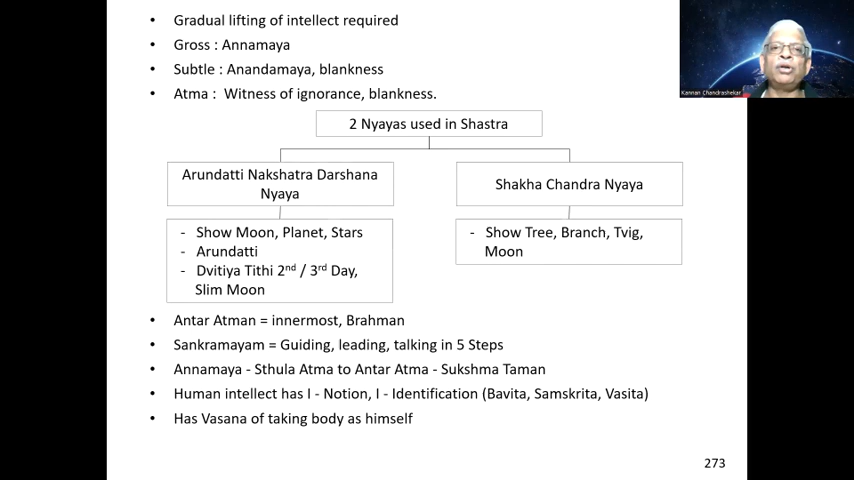 • Gradual lifting of intellect required
• Gross : Annamaya
• Subtle : Anandamaya, blankness
• Atma : Witness of ignorance, blankness.
2 Nyayas used in Shastra
Arundatti Nakshatra Darshana
Nyaya
- Show Moon, Planet, Stars
- Arundatti
- Dvitiya Tithi 2nd / 3rd Day,
Slim Moon
Shakha Chandra Nyaya
- Show Tree, Branch, Tvig,
Moon
• Antar Atman = innermost, Brahman
• Sankramayam = Guiding, leading, talking in 5 Steps
• Annamaya - Sthula Atma to Antar Atma - Sukshma Taman
• Human intellect has I - Notion, I - Identification (Bavita, Samskrita, Vasita)
• Has Vasana of taking body as himself
273
Kannan Chandrashekar